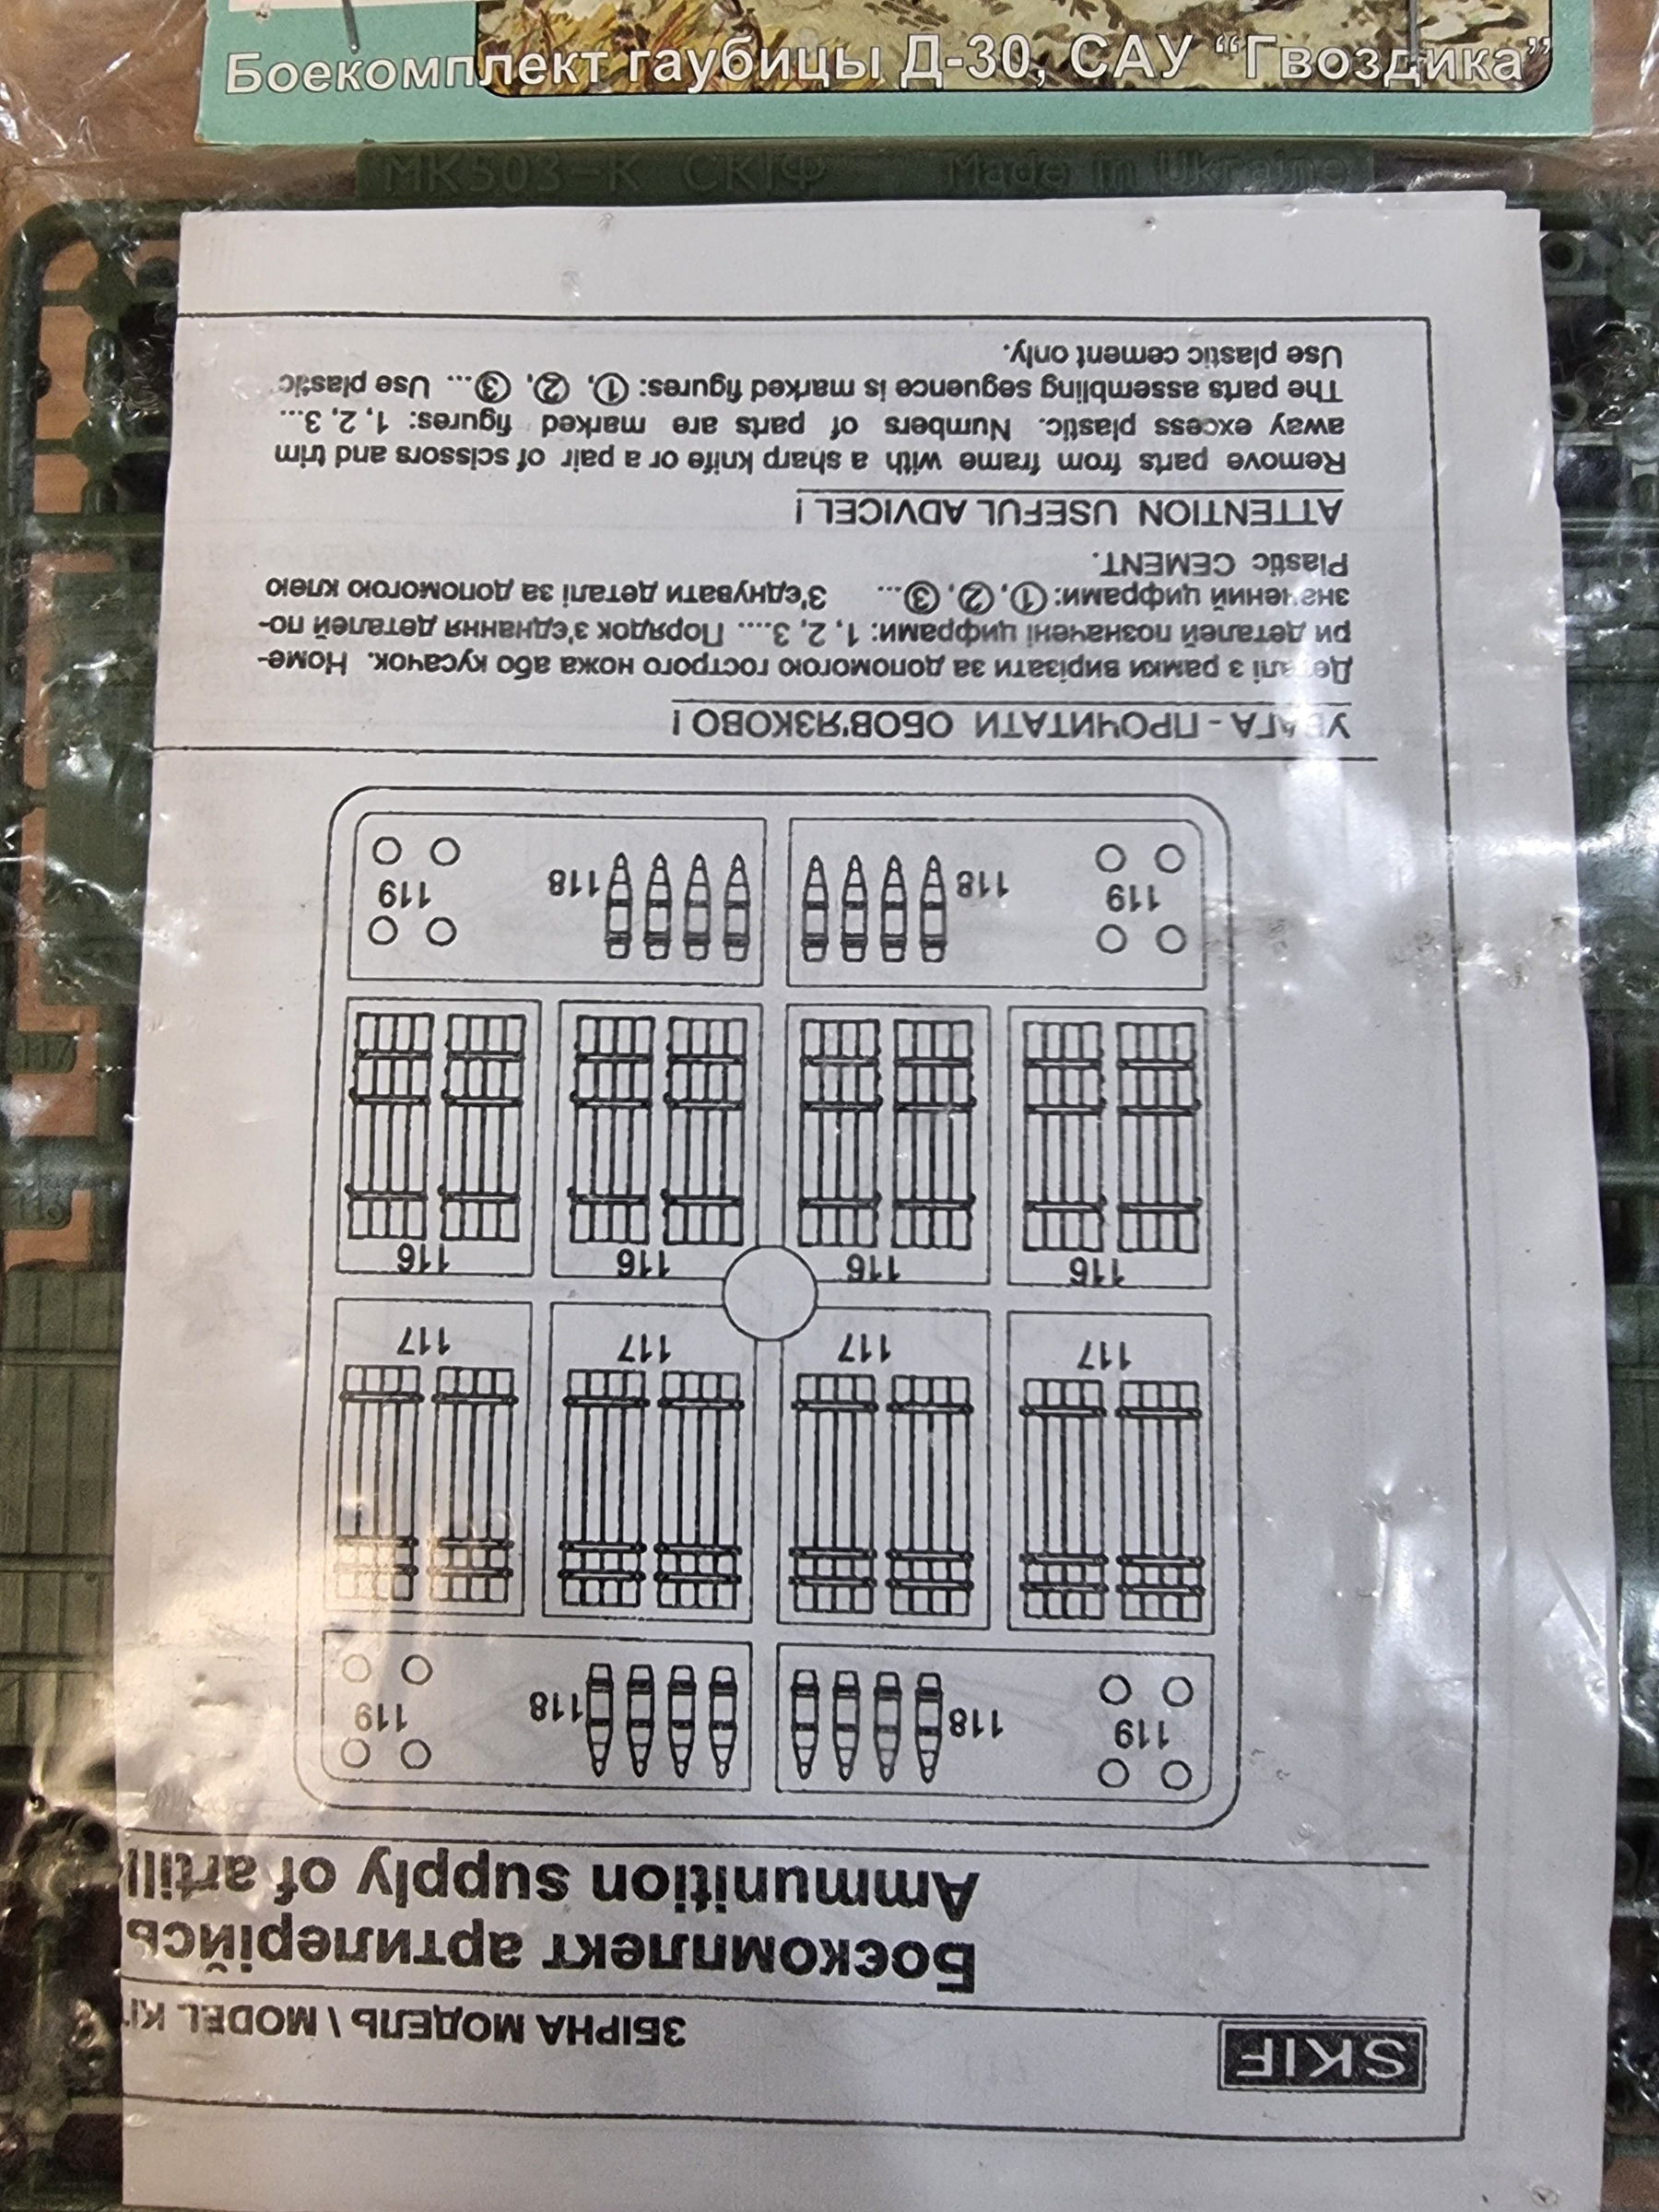 Боекомплект гаубицы Д-30, САУ “Гвоздика”
МК503-К СКІФ Made in Ukraine
SKIF
ЗБІРНА МОДЕЛЬ / MODEL KIT
Боєкомплект артилерійсь
Ammunition supply of artill
119 118 118 119
117 117 117 117
116 116 116 116
119 118 118 119
УВАГА - ПРОЧИТАТИ ОБОВ'ЯЗКОВО !
Деталі з рамки вирізати за допомогою гострого ножа або кусачок. Номе-
ри деталей позначені цифрами: 1, 2, 3.... Порядок з'єднання деталей по-
значений цифрами: ①, ②, ③... З'єднувати деталі за допомогою клею
Plastic CEMENT.
ATTENTION USEFUL ADVICEL !
Remove parts from frame with a sharp knife or a pair of scissors and trim
away excess plastic. Numbers of parts are marked figures: 1, 2, 3...
The parts assembling seguence is marked figures: ①, ②, ③... Use plastic
Use plastic cement only.
117